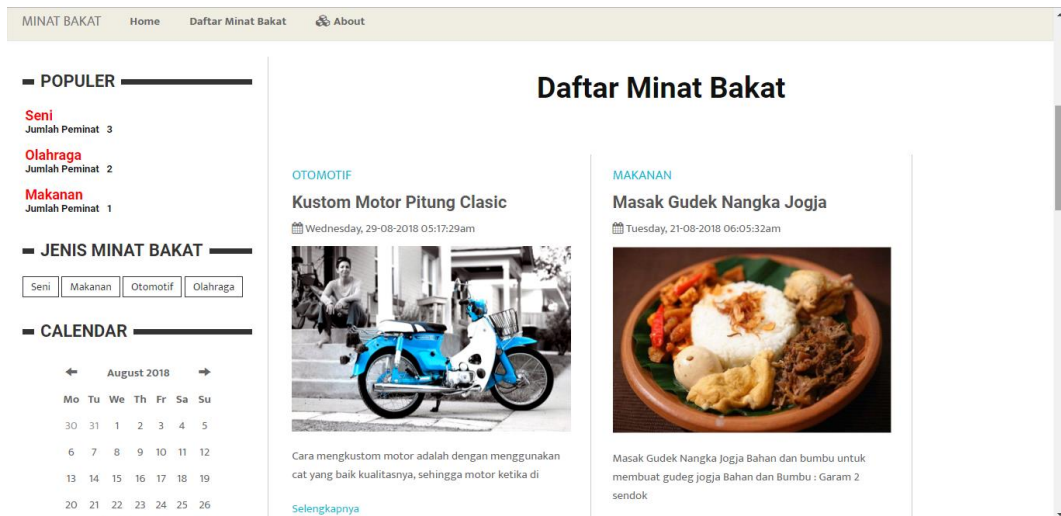 MINAT BAKAT Home Daftar Minat Bakat About
POPULER
Seni
Jumlah Peminat 3
Olahraga
Jumlah Peminat 2
Makanan
Jumlah Peminat 1
JENIS MINAT BAKAT
Seni Makanan Otomotif Olahraga
CALENDAR
August 2018
Mo Tu We Th Fr Sa Su
30 31 1 2 3 4 5
6 7 8 9 10 11 12
13 14 15 16 17 18 19
20 21 22 23 24 25 26
Daftar Minat Bakat
OTOMOTIF
Kustom Motor Pitung Clasic
Wednesday, 29-08-2018 05:17:29am
Cara mengkustom motor adalah dengan menggunakan
cat yang baik kualitasnya, sehingga motor ketika di
Selengkapnya
MAKANAN
Masak Gudek Nangka Jogja
Tuesday, 21-08-2018 06:05:32am
Masak Gudek Nangka Jogja Bahan dan bumbu untuk
membuat gudeg jogja Bahan dan Bumbu : Garam 2
sendok